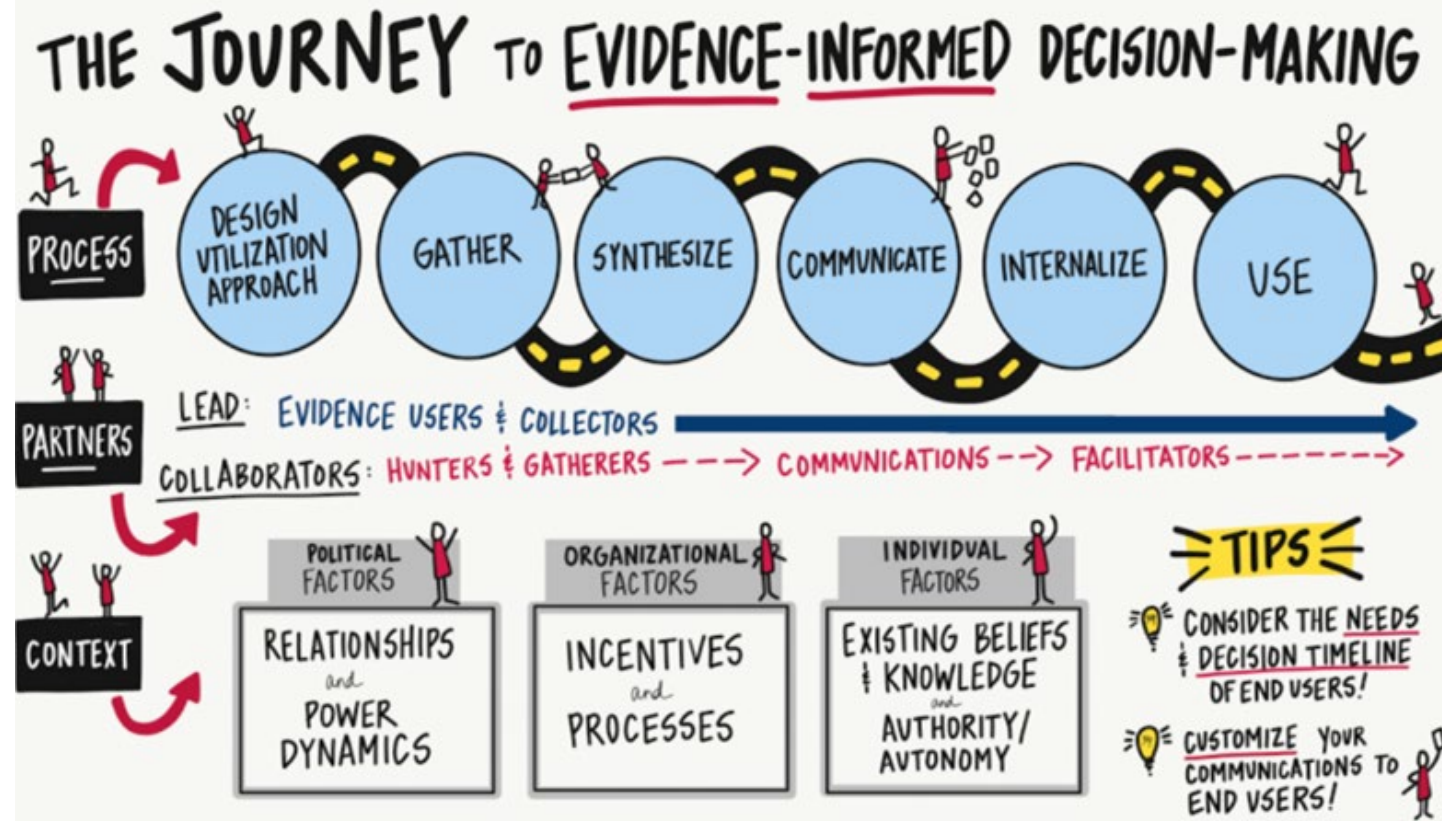 THE JOURNEY TO EVIDENCE-INFORMED DECISION-MAKING
PROCESS
DESIGN
UTILIZATION
APPROACH
GATHER
SYNTHESIZE
COMMUNICATE
INTERNALIZE
USE
PARTNERS
LEAD: EVIDENCE USERS & COLLECTORS
COLLABORATORS: HUNTERS & GATHERERS ---> COMMUNICATIONS --> FACILITATORS ------->
CONTEXT
POLITICAL
FACTORS
RELATIONSHIPS
and
POWER
DYNAMICS
ORGANIZATIONAL
FACTORS
INCENTIVES
and
PROCESSES
INDIVIDUAL
FACTORS
EXISTING BELIEFS
& KNOWLEDGE
and
AUTHORITY/
AUTONOMY
TIPS
CONSIDER THE NEEDS
& DECISION TIMELINE
OF END USERS!
CUSTOMIZE YOUR
COMMUNICATIONS TO
END USERS!